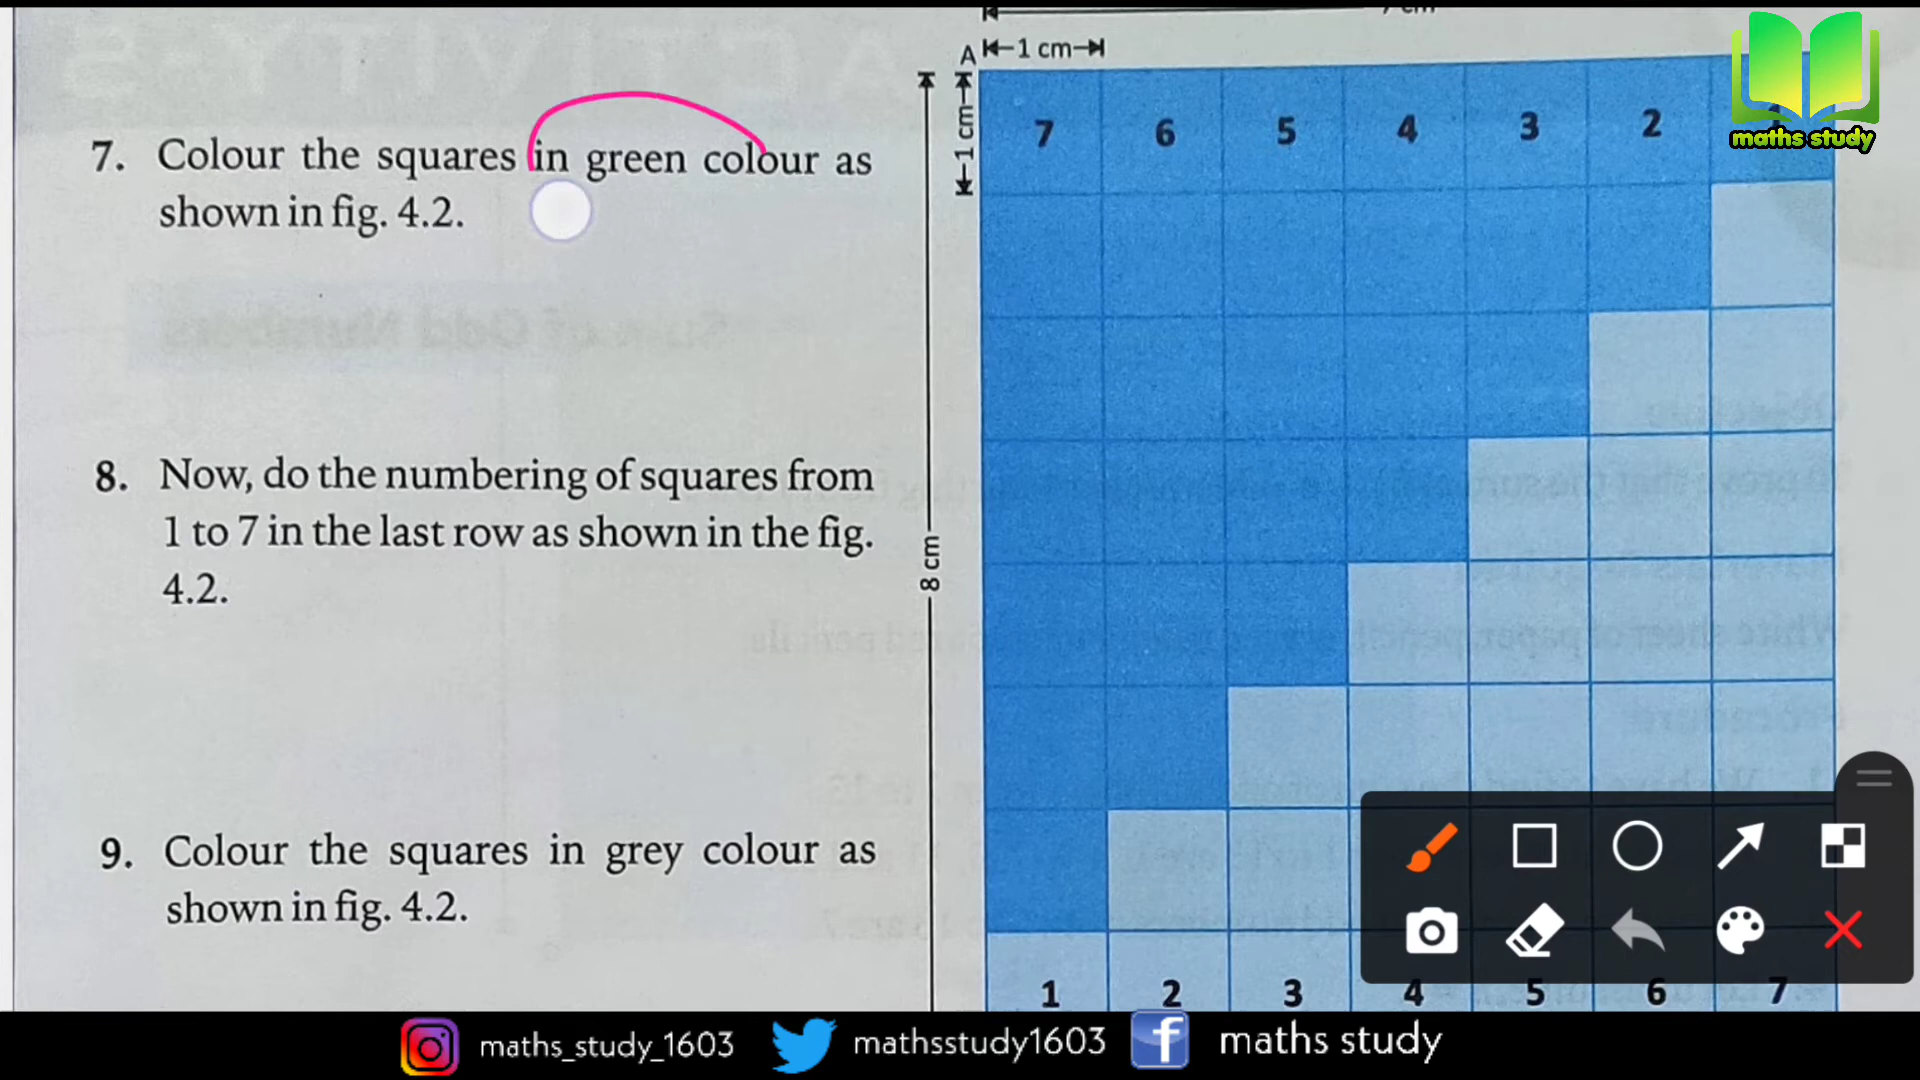 7 cm
A 1 cm
1 cm
7 6 5 4 3 2
maths study
7. Colour the squares in green colour as
shown in fig. 4.2.
8. Now, do the numbering of squares from
1 to 7 in the last row as shown in the fig.
4.2.
8 cm
9. Colour the squares in grey colour as
shown in fig. 4.2.
1 2 3 4 5 6 7
maths_study_1603 mathsstudy1603 maths study